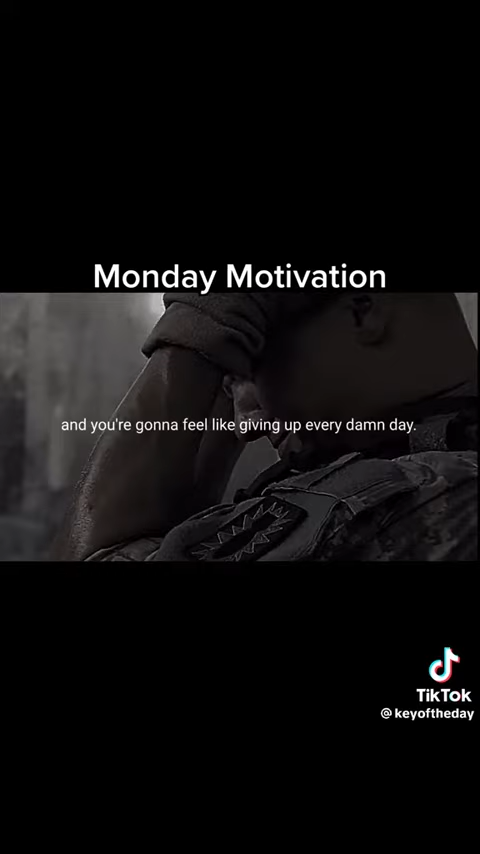 Monday Motivation
and you're gonna feel like giving up every damn day.
TikTok
@keyoftheday